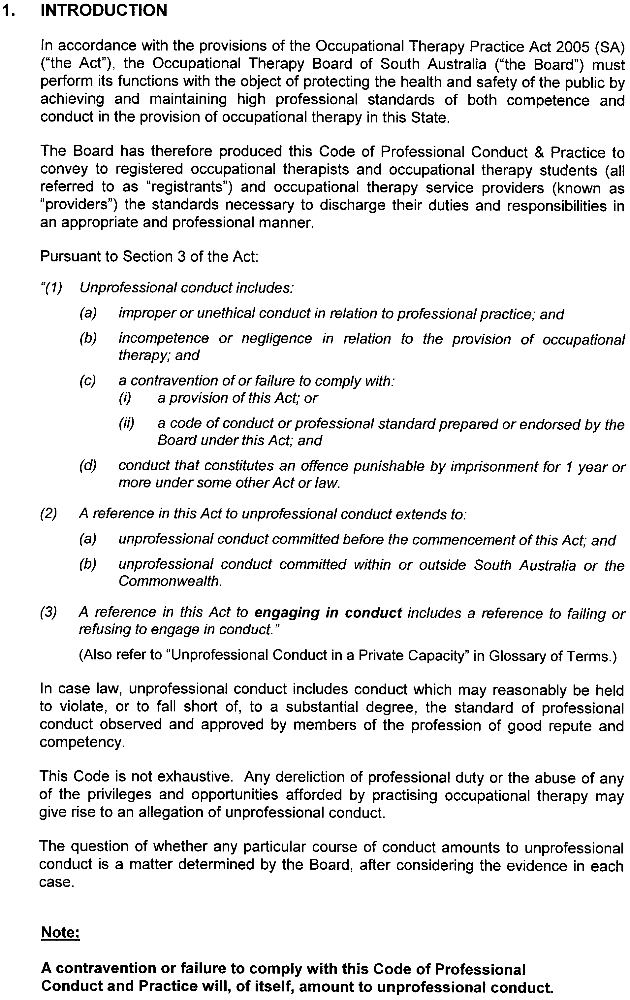 1. INTRODUCTION
In accordance with the provisions of the Occupational Therapy Practice Act 2005 (SA)
(“the Act”), the Occupational Therapy Board of South Australia (“the Board”) must
perform its functions with the object of protecting the health and safety of the public by
achieving and maintaining high professional standards of both competence and
conduct in the provision of occupational therapy in this State.
The Board has therefore produced this Code of Professional Conduct & Practice to
convey to registered occupational therapists and occupational therapy students (all
referred to as “registrants”) and occupational therapy service providers (known as
“providers”) the standards necessary to discharge their duties and responsibilities in
an appropriate and professional manner.
Pursuant to Section 3 of the Act:
“(1) Unprofessional conduct includes:
(a) improper or unethical conduct in relation to professional practice; and
(b) incompetence or negligence in relation to the provision of occupational
therapy; and
(c) a contravention of or failure to comply with:
(i) a provision of this Act; or
(ii) a code of conduct or professional standard prepared or endorsed by the
Board under this Act; and
(d) conduct that constitutes an offence punishable by imprisonment for 1 year or
more under some other Act or law.
(2) A reference in this Act to unprofessional conduct extends to:
(a) unprofessional conduct committed before the commencement of this Act; and
(b) unprofessional conduct committed within or outside South Australia or the
Commonwealth.
(3) A reference in this Act to engaging in conduct includes a reference to failing or
refusing to engage in conduct.”
(Also refer to “Unprofessional Conduct in a Private Capacity” in Glossary of Terms.)
In case law, unprofessional conduct includes conduct which may reasonably be held
to violate, or to fall short of, to a substantial degree, the standard of professional
conduct observed and approved by members of the profession of good repute and
competency.
This Code is not exhaustive. Any dereliction of professional duty or the abuse of any
of the privileges and opportunities afforded by practising occupational therapy may
give rise to an allegation of unprofessional conduct.
The question of whether any particular course of conduct amounts to unprofessional
conduct is a matter determined by the Board, after considering the evidence in each
case.
Note:
A contravention or failure to comply with this Code of Professional
Conduct and Practice will, of itself, amount to unprofessional conduct.